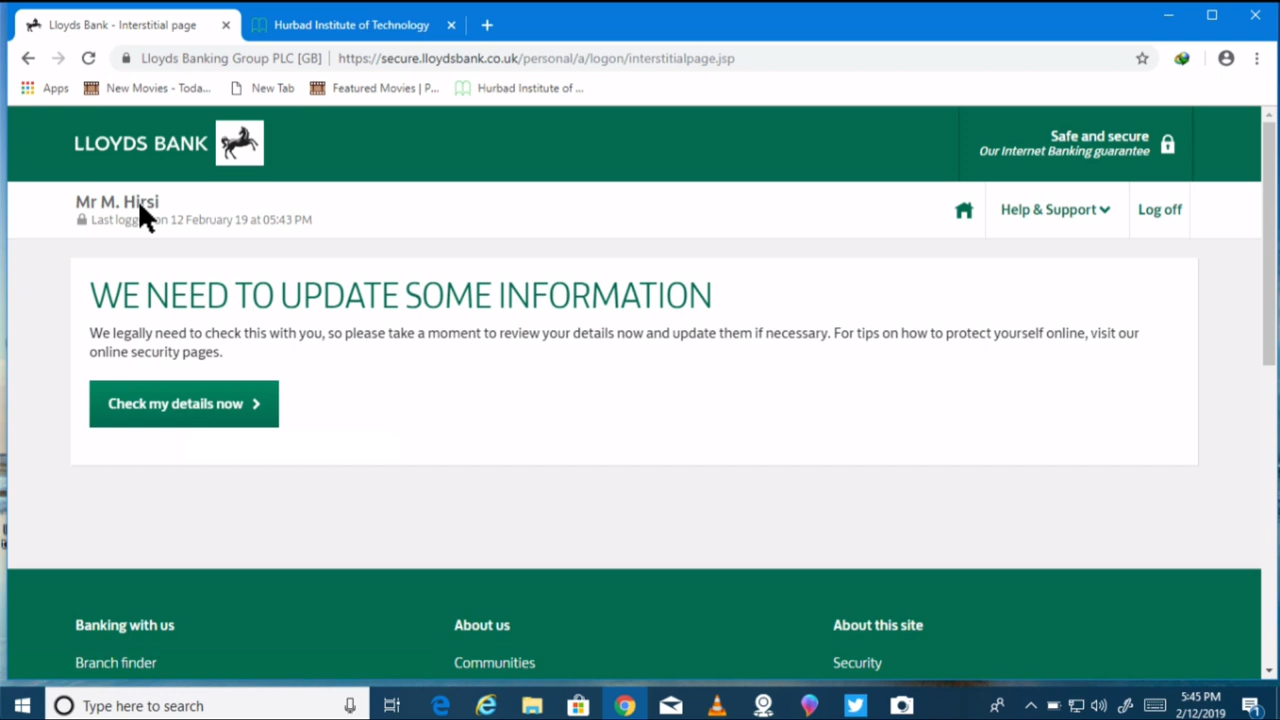 Lloyds Bank - Interstitial page
Hurbad Institute of Technology
Lloyds Banking Group PLC [GB]
https://secure.lloydsbank.co.uk/personal/a/logon/interstitialpage.jsp
Apps
New Movies - Toda...
New Tab
Featured Movies | P...
Hurbad Institute of ...
LLOYDS BANK
Safe and secure
Our Internet Banking guarantee
Mr M. Hirsi
Last on 12 February 19 at 05:43 PM
Help & Support
Log off
WE NEED TO UPDATE SOME INFORMATION
We legally need to check this with you, so please take a moment to review your details now and update them if necessary. For tips on how to protect yourself online, visit our
online security pages.
Check my details now
Banking with us
About us
About this site
Branch finder
Communities
Security
Type here to search
5:45 PM
2/12/2019
1